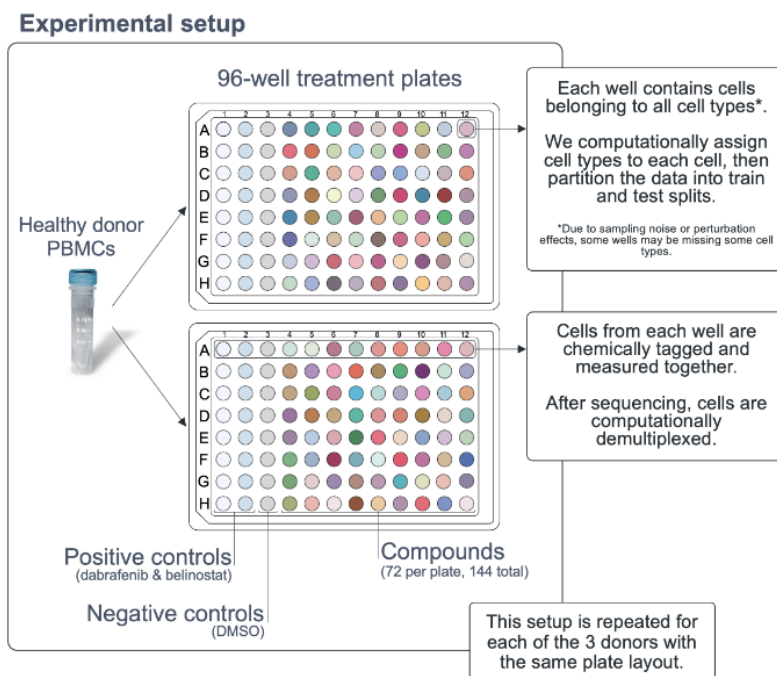 Experimental setup
96-well treatment plates
1 2 3 4 5 6 7 8 9 10 11 12
A
B
C
D
E
F
G
H
Healthy donor
PBMCs
Each well contains cells
belonging to all cell types*.
We computationally assign
cell types to each cell, then
partition the data into train
and test splits.
*Due to sampling noise or perturbation
effects, some wells may be missing some cell
types.
1 2 3 4 5 6 7 8 9 10 11 12
A
B
C
D
E
F
G
H
Cells from each well are
chemically tagged and
measured together.
After sequencing, cells are
computationally
demultiplexed.
Positive controls
(dabrafenib & belinostat)
Negative controls
(DMSO)
Compounds
(72 per plate, 144 total)
This setup is repeated for
each of the 3 donors with
the same plate layout.